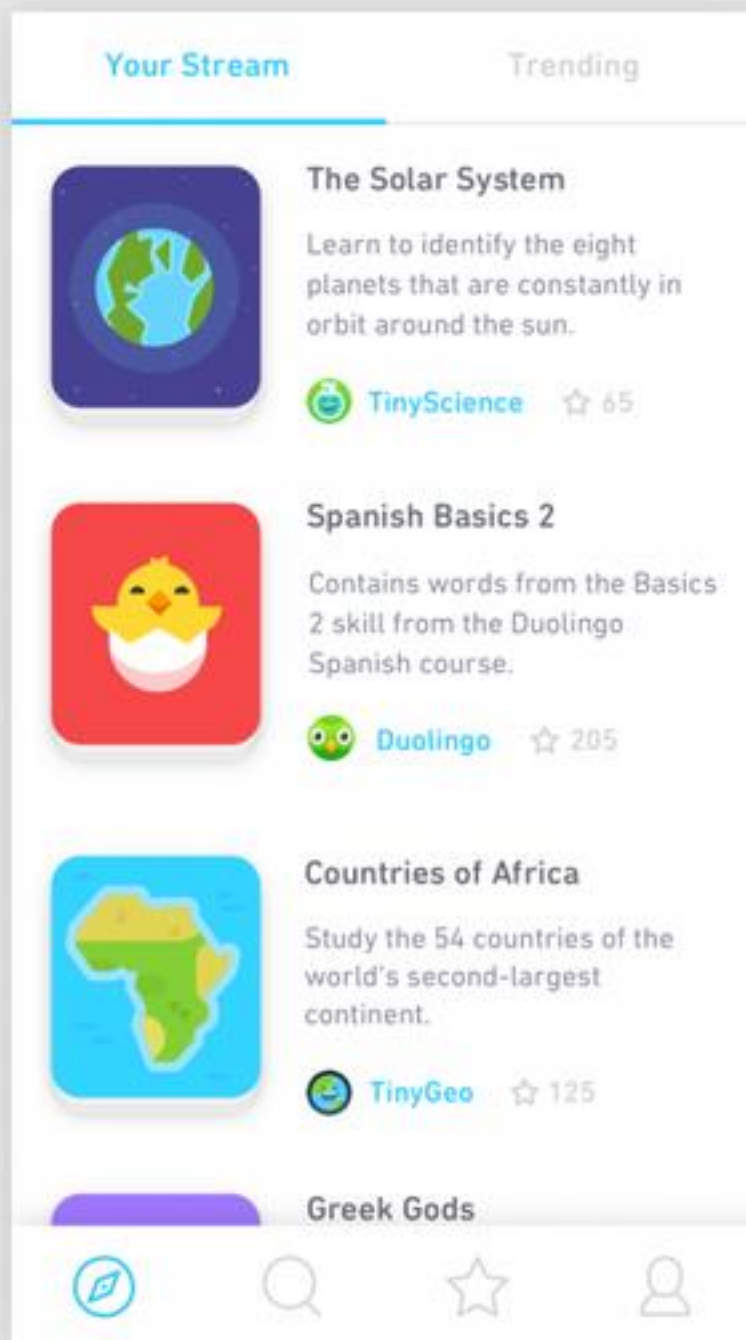 Your Stream
Trending
The Solar System
Learn to identify the eight
planets that are constantly in
orbit around the sun.
TinyScience 65
Spanish Basics 2
Contains words from the Basics
2 skill from the Duolingo
Spanish course.
Duolingo 205
Countries of Africa
Study the 54 countries of the
world's second-largest
continent.
TinyGeo 125
Greek Gods